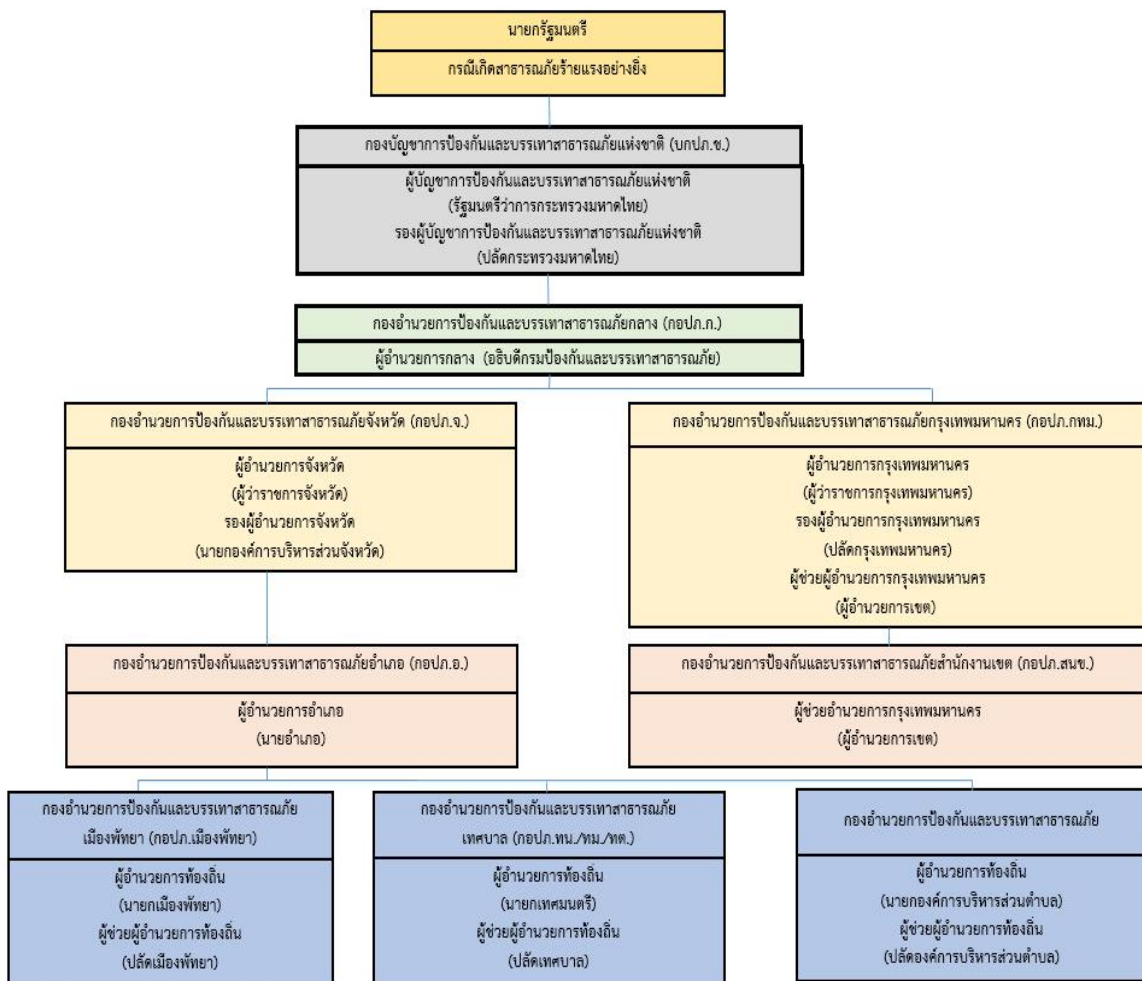 นายกรัฐมนตรี
กรณีเกิดสาธารณภัยร้ายแรงอย่างยิ่ง
กองบัญชาการป้องกันและบรรเทาสาธารณภัยแห่งชาติ (บกปภ.ช.)
ผู้บัญชาการป้องกันและบรรเทาสาธารณภัยแห่งชาติ
(รัฐมนตรีว่าการกระทรวงมหาดไทย)
รองผู้บัญชาการป้องกันและบรรเทาสาธารณภัยแห่งชาติ
(ปลัดกระทรวงมหาดไทย)
กองอำนวยการป้องกันและบรรเทาสาธารณภัยกลาง (กอปภ.ก.)
ผู้อำนวยการกลาง (อธิบดีกรมป้องกันและบรรเทาสาธารณภัย)
กองอำนวยการป้องกันและบรรเทาสาธารณภัยจังหวัด (กอปภ.จ.)
ผู้อำนวยการจังหวัด
(ผู้ว่าราชการจังหวัด)
รองผู้อำนวยการจังหวัด
(นายกองค์การบริหารส่วนจังหวัด)
กองอำนวยการป้องกันและบรรเทาสาธารณภัยกรุงเทพมหานคร (กอปภ.กทม.)
ผู้อำนวยการกรุงเทพมหานคร
(ผู้ว่าราชการกรุงเทพมหานคร)
รองผู้อำนวยการกรุงเทพมหานคร
(ปลัดกรุงเทพมหานคร)
ผู้ช่วยผู้อำนวยการกรุงเทพมหานคร
(ผู้อำนวยการเขต)
กองอำนวยการป้องกันและบรรเทาสาธารณภัยอำเภอ (กอปภ.อ.)
ผู้อำนวยการอำเภอ
(นายอำเภอ)
กองอำนวยการป้องกันและบรรเทาสาธารณภัยสำนักงานเขต (กอปภ.สนข.)
ผู้ช่วยอำนวยการกรุงเทพมหานคร
(ผู้อำนวยการเขต)
กองอำนวยการป้องกันและบรรเทาสาธารณภัย
เมืองพัทยา (กอปภ.เมืองพัทยา)
ผู้อำนวยการท้องถิ่น
(นายกเมืองพัทยา)
ผู้ช่วยผู้อำนวยการท้องถิ่น
(ปลัดเมืองพัทยา)
กองอำนวยการป้องกันและบรรเทาสาธารณภัย
เทศบาล (กอปภ.ทน./ทม./ทต.)
ผู้อำนวยการท้องถิ่น
(นายกเทศมนตรี)
ผู้ช่วยผู้อำนวยการท้องถิ่น
(ปลัดเทศบาล)
กองอำนวยการป้องกันและบรรเทาสาธารณภัย
ผู้อำนวยการท้องถิ่น
(นายกองค์การบริหารส่วนตำบล)
ผู้ช่วยผู้อำนวยการท้องถิ่น
(ปลัดองค์การบริหารส่วนตำบล)